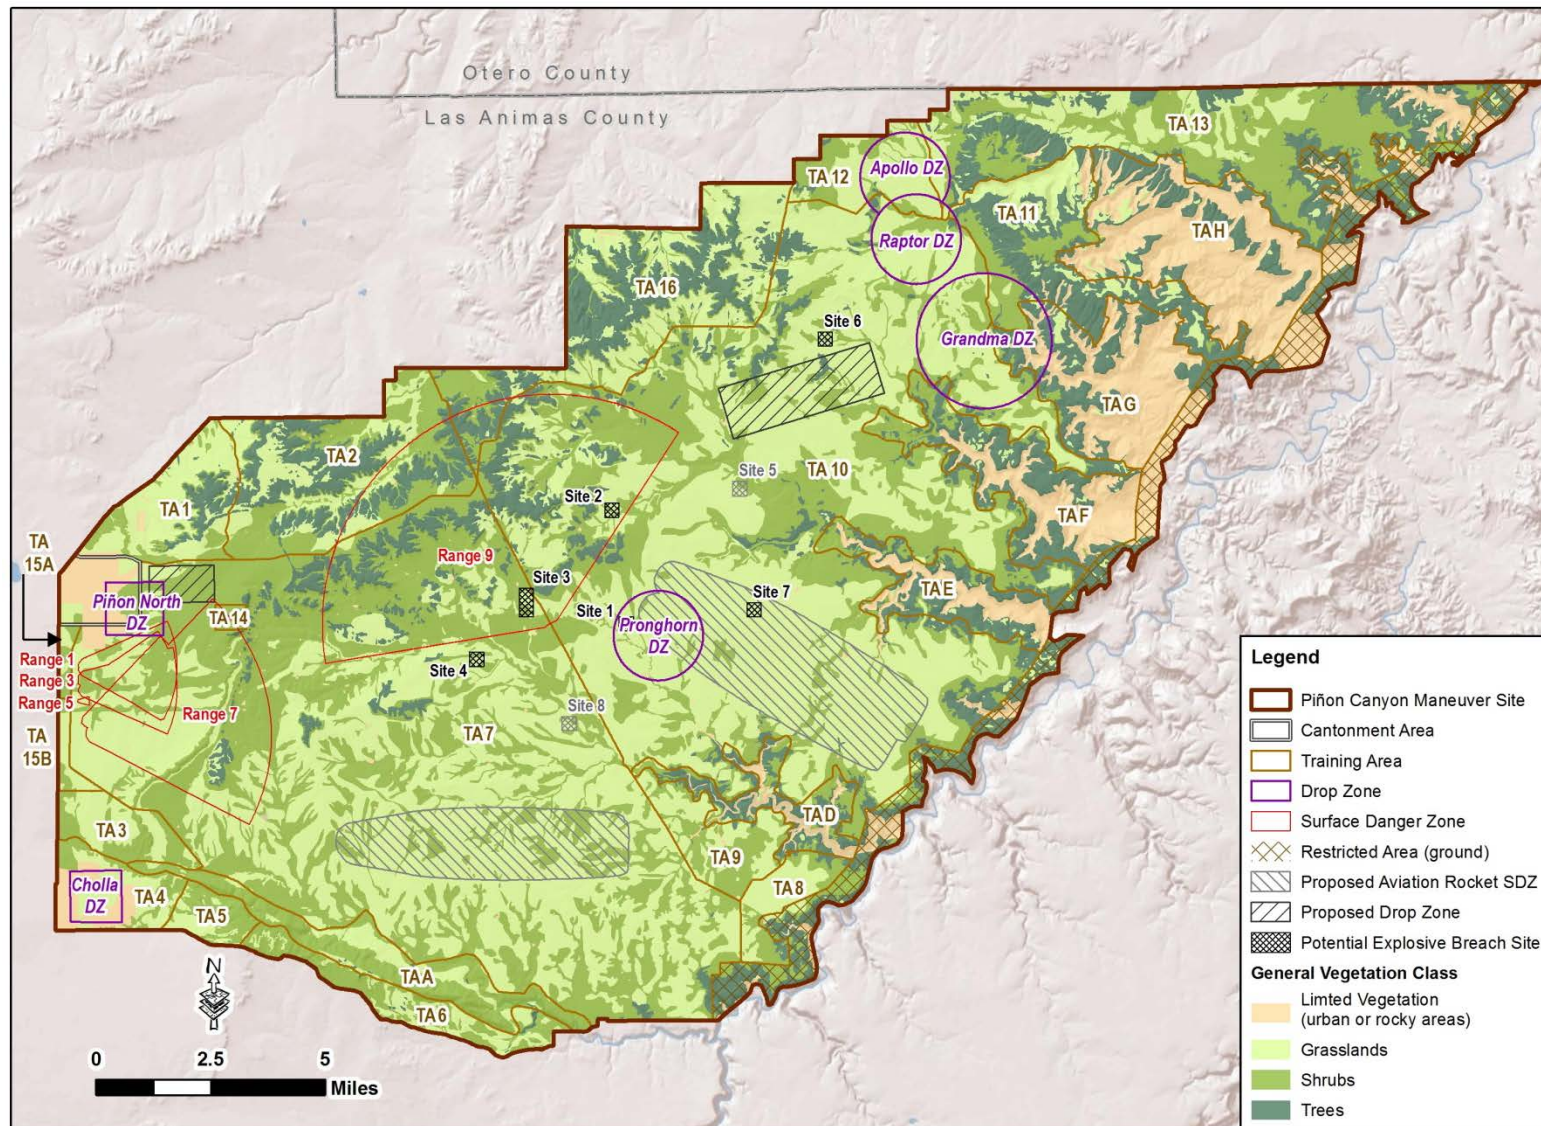 Otero County
Las Animas County
TA 13
Apollo DZ
TA 12
TA 11
TA H
Raptor DZ
TA 16
Site 6
Grandma DZ
TA G
TA 2
TA 10
Site 5
TA 1
Site 2
TA F
TA
15A
Range 9
Site 3
Site 7
TA E
Piñon North
DZ
TA 14
Site 1
Pronghorn
DZ
Range 1
Range 3
Range 5
Site 4
Range 7
TA 7
Site 8
TA
15B
TA D
TA 3
TA 9
Cholla
DZ
TA 4
TA 8
TA 5
TA A
TA 6
N
0 2.5 5
Miles
Legend
Piñon Canyon Maneuver Site
Cantonment Area
Training Area
Drop Zone
Surface Danger Zone
Restricted Area (ground)
Proposed Aviation Rocket SDZ
Proposed Drop Zone
Potential Explosive Breach Site
General Vegetation Class
Limted Vegetation
(urban or rocky areas)
Grasslands
Shrubs
Trees